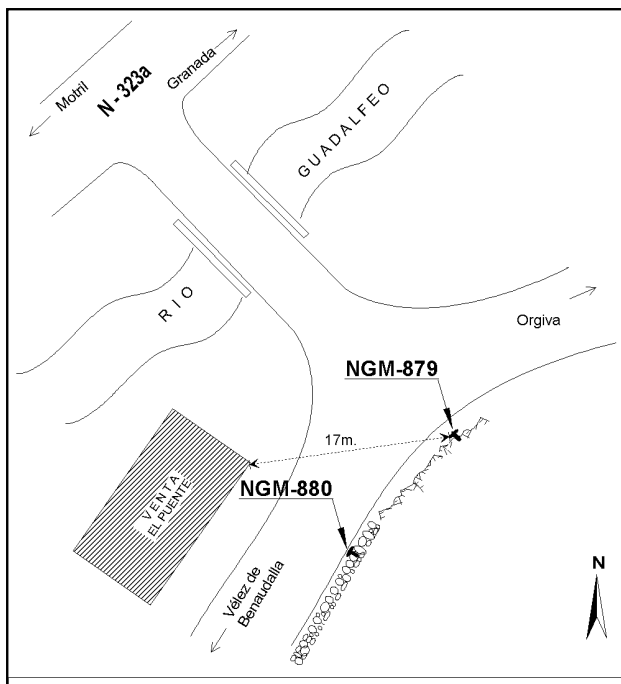 Motril
N - 323a
Granada
GUADALFEO
RIO
Orgiva
NGM-879
17m.
NGM-880
VENTA
EL PUENTE
Vélez de
Benaudalla
N